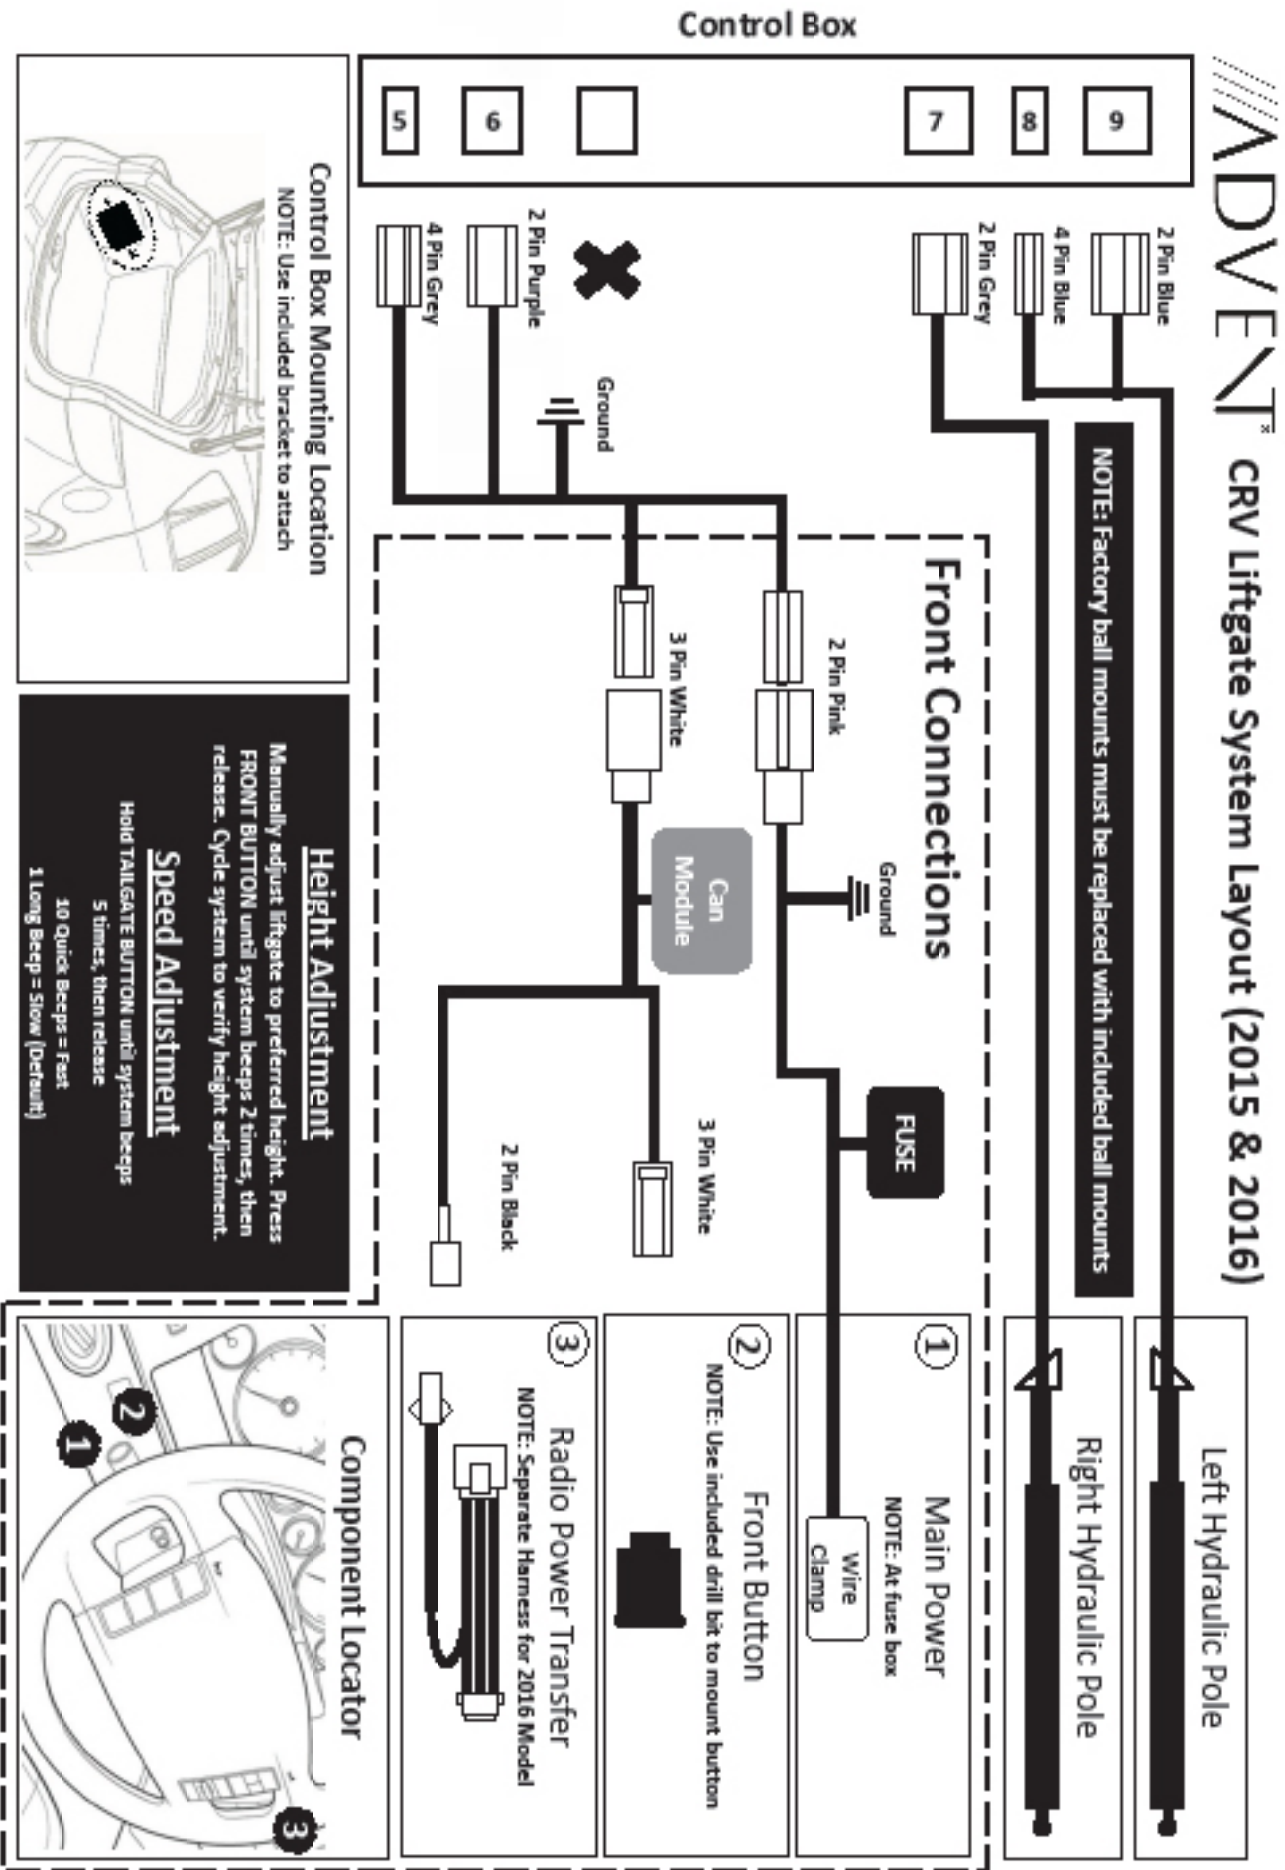 ADVENT
CRV Liftgate System Layout (2015 & 2016)
Control Box
9
8
7
6
5
2 Pin Blue
4 Pin Blue
2 Pin Grey
2 Pin Purple
4 Pin Grey
Ground
NOTE: Factory ball mounts must be replaced with included ball mounts
Left Hydraulic Pole
Right Hydraulic Pole
Front Connections
2 Pin Pink
Ground
FUSE
3 Pin White
Can
Module
3 Pin White
2 Pin Black
1
Main Power
NOTE: At fuse box
Wire
Clamp
2
Front Button
NOTE: Use included drill bit to mount button
3
Radio Power Transfer
NOTE: Separate Harness for 2016 Model
Control Box Mounting Location
NOTE: Use included bracket to attach
Height Adjustment
Manually adjust liftgate to preferred height. Press
FRONT BUTTON until system beeps 2 times, then
release. Cycle system to verify height adjustment.
Speed Adjustment
Hold TAILGATE BUTTON until system beeps
5 times, then release
10 Quick Beeps = Fast
1 Long Beep = Slow (Default)
Component Locator
2
1
3